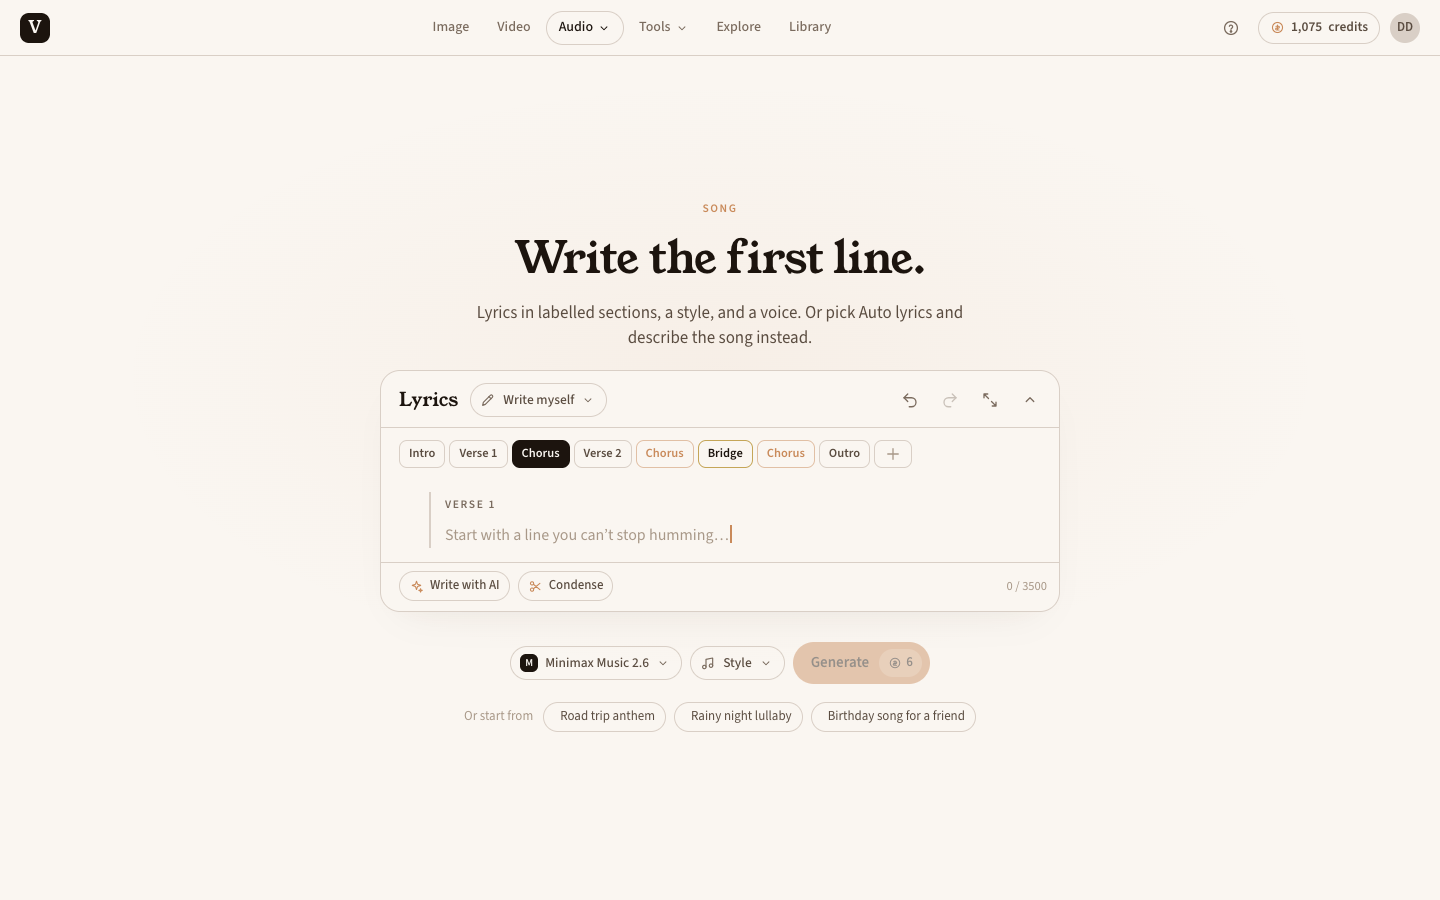 V
Image Video Audio Tools Explore Library
1,075 credits DD
SONG
Write the first line.
Lyrics in labelled sections, a style, and a voice. Or pick Auto lyrics and
describe the song instead.
Lyrics Write myself
Intro Verse 1 Chorus Verse 2 Chorus Bridge Chorus Outro
VERSE 1
Start with a line you can't stop humming…
Write with AI Condense 0 / 3500
M Minimax Music 2.6 Style Generate 6
Or start from Road trip anthem Rainy night lullaby Birthday song for a friend